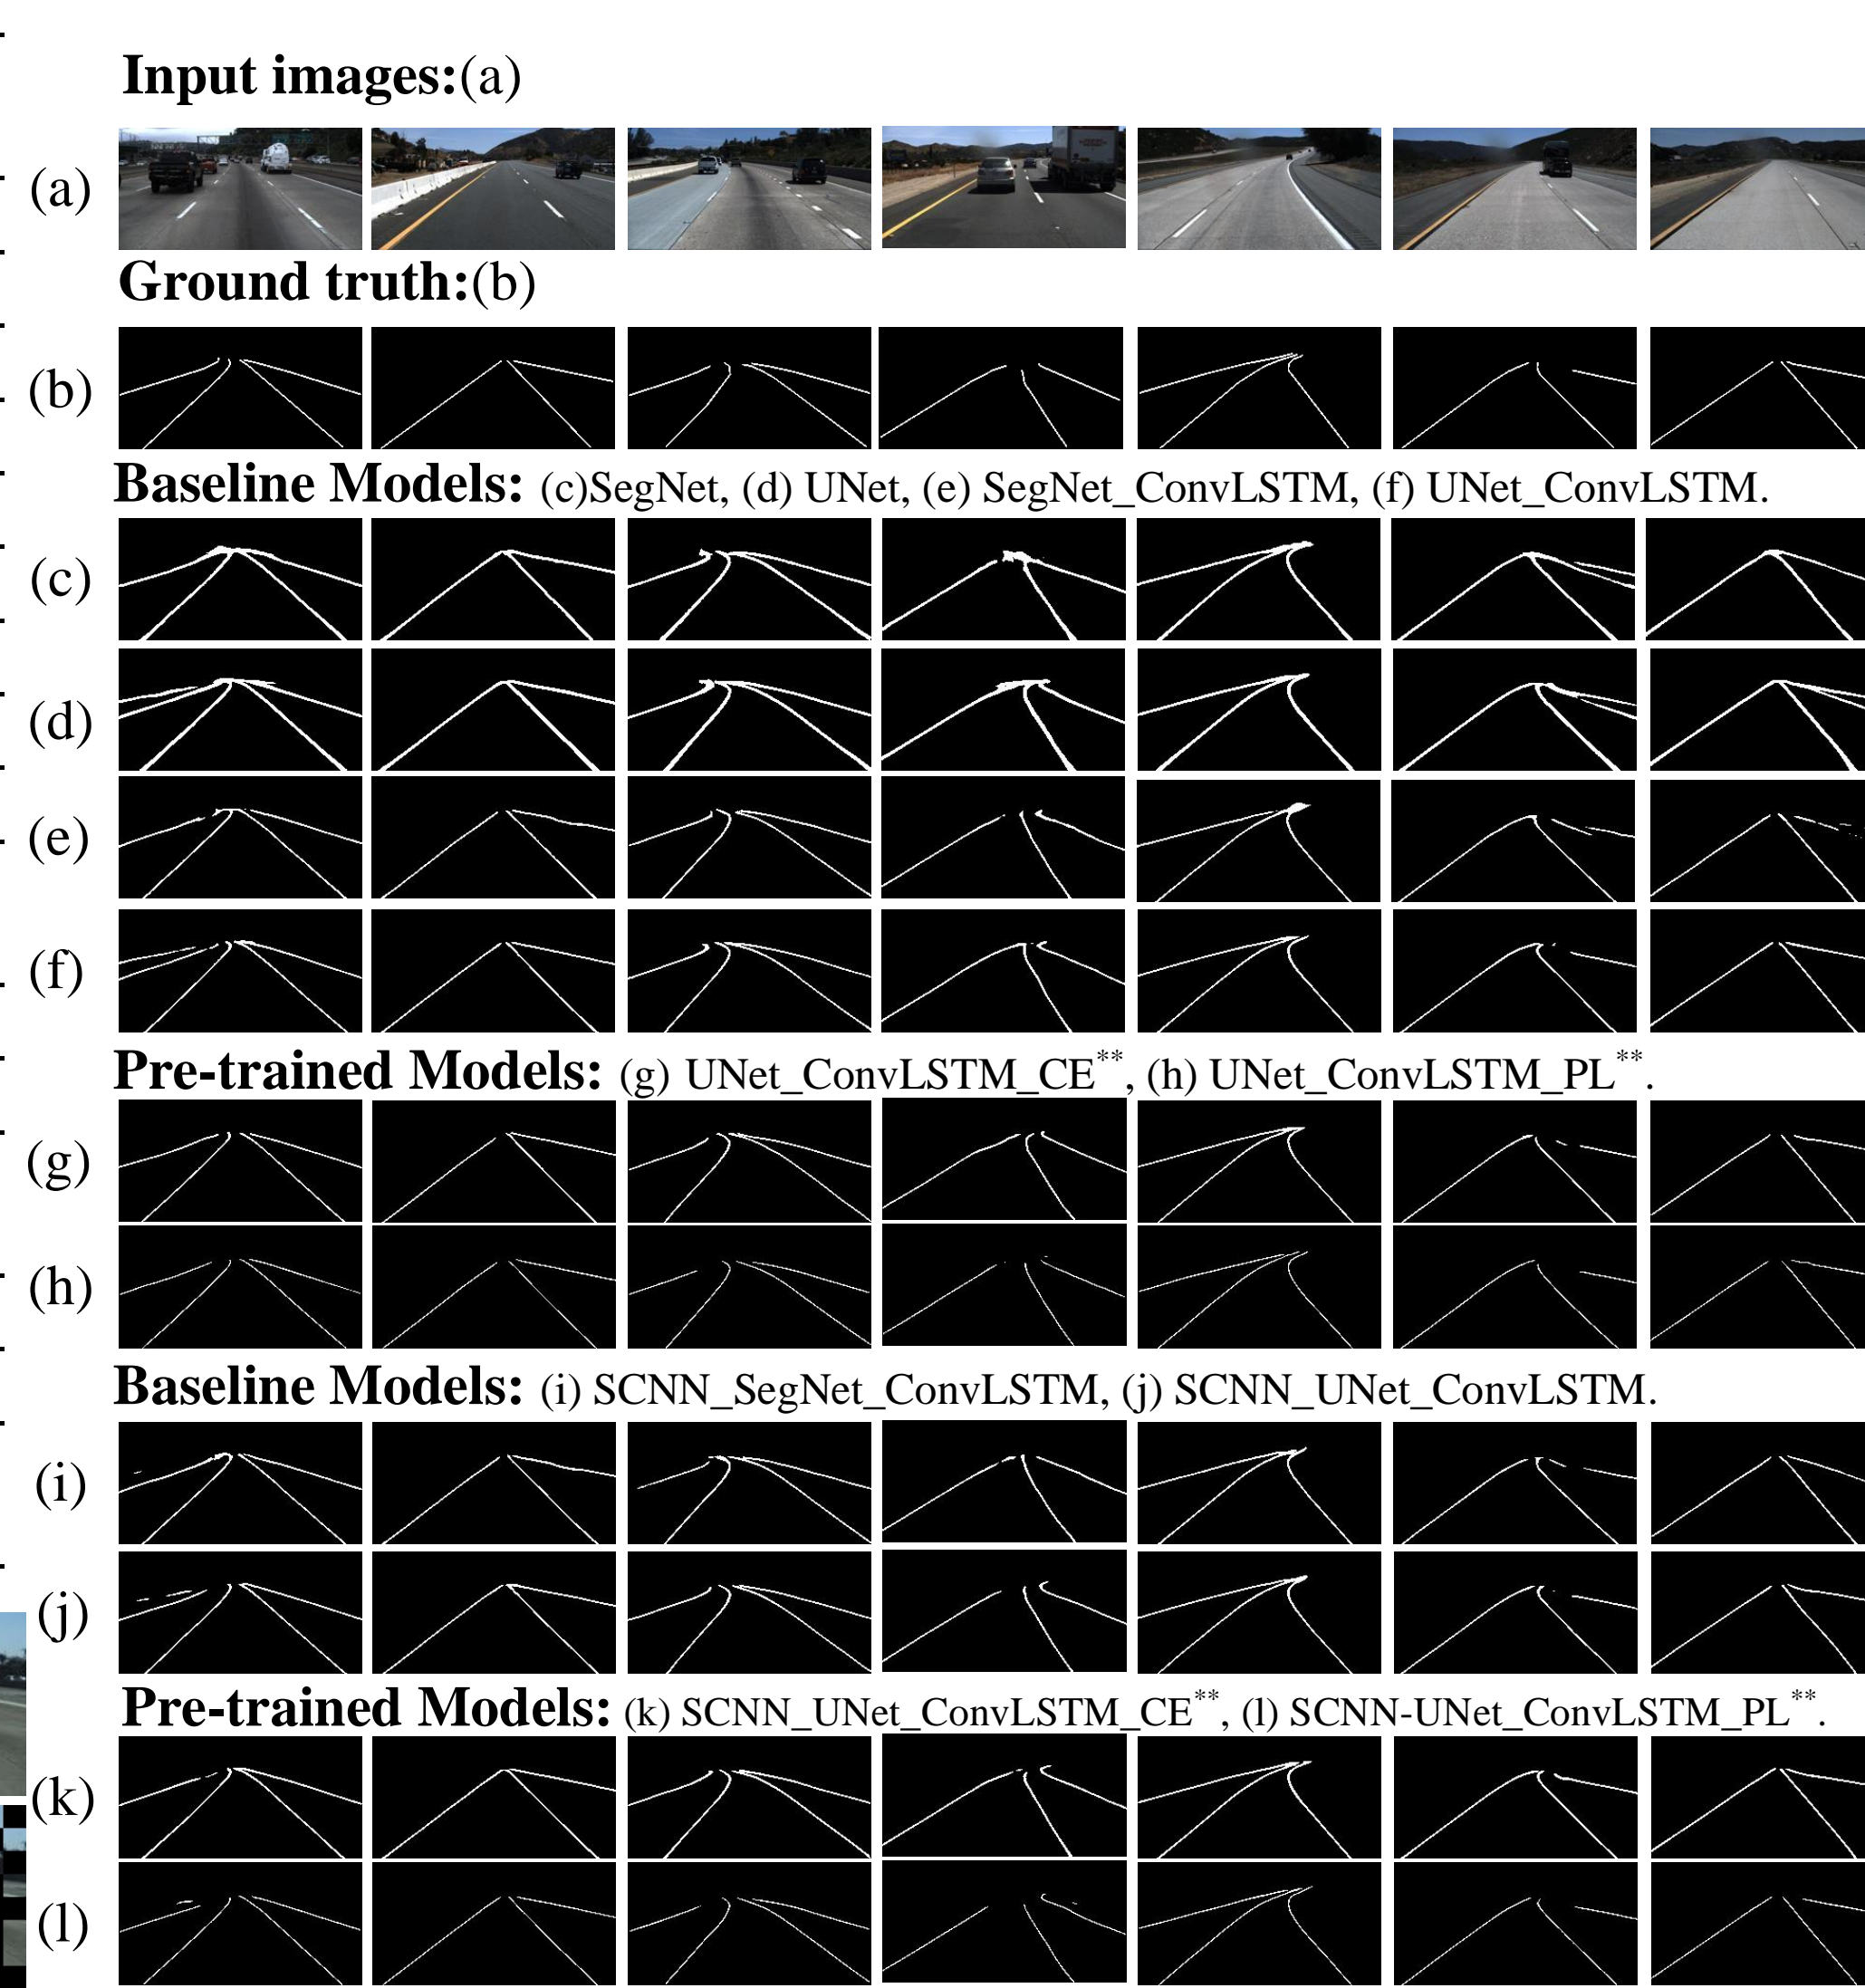 Input images:(a)
(a)
Ground truth:(b)
(b)
Baseline Models: (c)SegNet, (d) UNet, (e) SegNet_ConvLSTM, (f) UNet_ConvLSTM.
(c)
(d)
(e)
(f)
Pre-trained Models: (g) UNet_ConvLSTM_CE**, (h) UNet_ConvLSTM_PL**.
(g)
(h)
Baseline Models: (i) SCNN_SegNet_ConvLSTM, (j) SCNN_UNet_ConvLSTM.
(i)
(j)
Pre-trained Models: (k) SCNN_UNet_ConvLSTM_CE**, (l) SCNN-UNet_ConvLSTM_PL**.
(k)
(l)